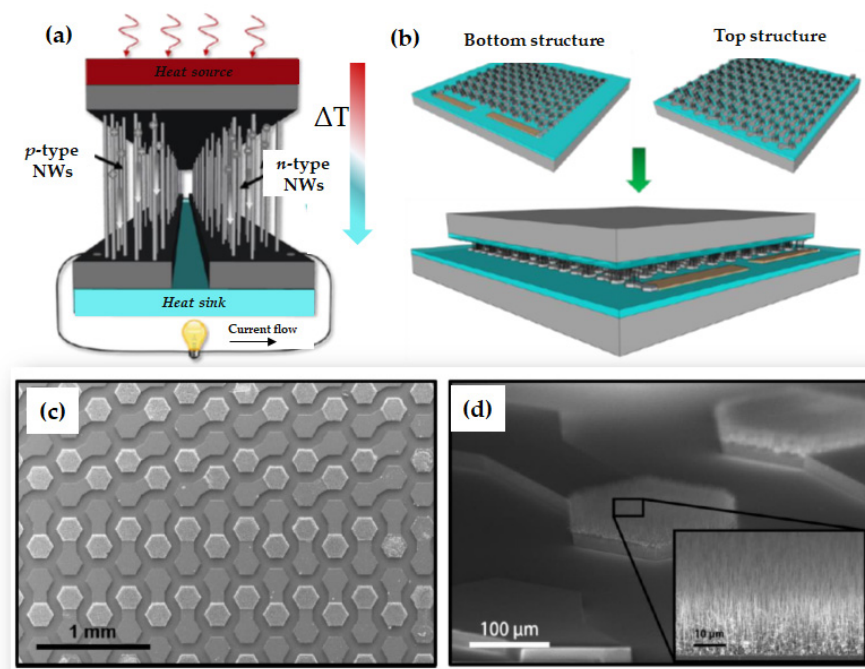 (a)
Heat source
ΔT
p-type
NWs
n-type
NWs
Heat sink
Current flow
(b)
Bottom structure
Top structure
(c)
1 mm
(d)
100 μm
10 μm